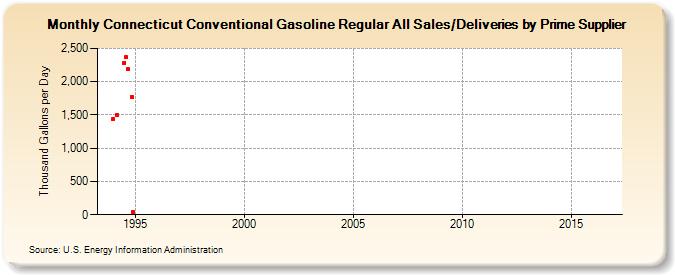 Monthly Connecticut Conventional Gasoline Regular All Sales/Deliveries by Prime Supplier
Thousand Gallons per Day
2,500
2,000
1,500
1,000
500
0
1995 2000 2005 2010 2015
Source: U.S. Energy Information Administration